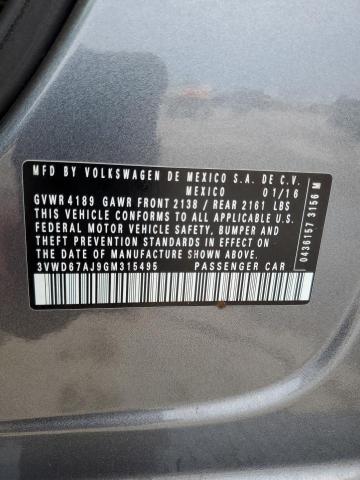 MFD BY VOLKSWAGEN DE MEXICO S.A. DE C.V.
MEXICO 01/16
GVWR 4189 GAWR FRONT 2138 / REAR 2161 LBS
THIS VEHICLE CONFORMS TO ALL APPLICABLE U.S.
FEDERAL MOTOR VEHICLE SAFETY, BUMPER AND
THEFT PREVENTION STANDARDS IN EFFECT ON
THE DATE OF MANUFACTURE SHOWN ABOVE.
3VWD67AJ9GM315495 PASSENGER CAR
0436157 3156 M